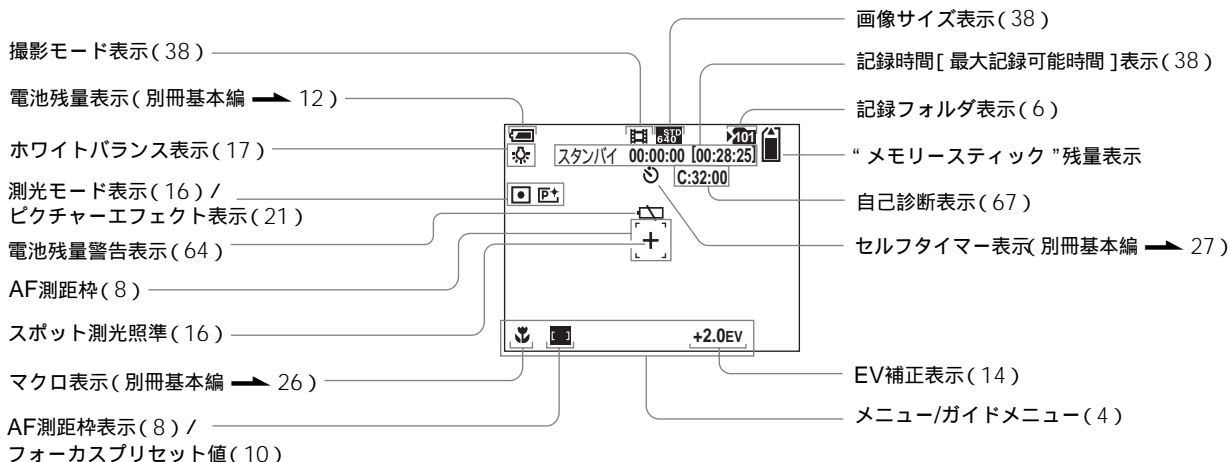 撮影モード表示(38)
電池残量表示(別冊基本編 12)
ホワイトバランス表示(17)
測光モード表示(16)/
ピクチャーエフェクト表示(21)
電池残量警告表示(64)
AF測距枠(8)
スポット測光照準(16)
マクロ表示(別冊基本編 26)
AF測距枠表示(8)/
フォーカスプリセット値(10)
STD
640
101
スタンバイ 00:00:00 [00:28:25]
C:32:00
P+
+2.0EV
画像サイズ表示(38)
記録時間[最大記録可能時間]表示(38)
記録フォルダ表示(6)
“メモリースティック”残量表示
自己診断表示(67)
セルフタイマー表示(別冊基本編 27)
EV補正表示(14)
メニュー/ガイドメニュー(4)